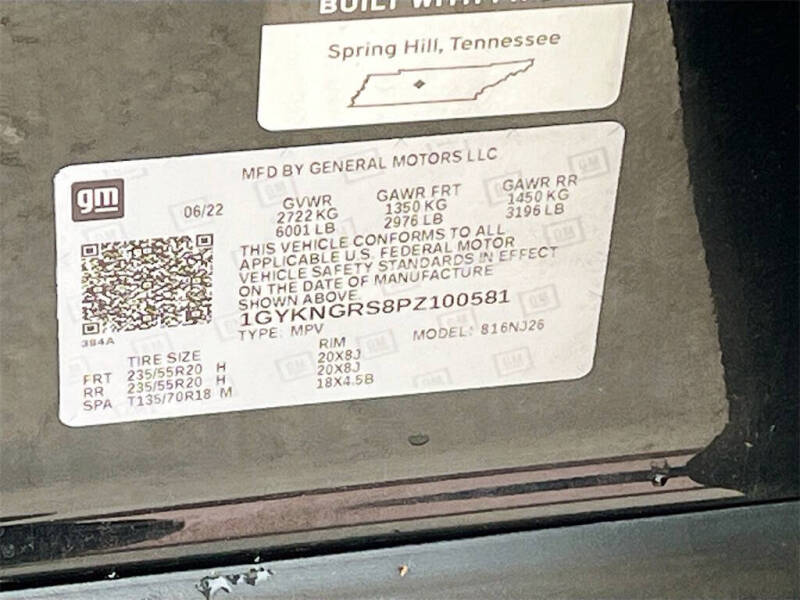 BUILT WITH
Spring Hill, Tennessee
MFD BY GENERAL MOTORS LLC
gm
06/22
GVWR GAWR FRT GAWR RR
2722 KG 1350 KG 1450 KG
6001 LB 2976 LB 3196 LB
THIS VEHICLE CONFORMS TO ALL
APPLICABLE U.S. FEDERAL MOTOR
VEHICLE SAFETY STANDARDS IN EFFECT
ON THE DATE OF MANUFACTURE
SHOWN ABOVE.
1GYKNGRS8PZ100581
TYPE: MPV MODEL: 816NJ26
384A
TIRE SIZE RIM
FRT 235/55R20 H 20X8J
RR 235/55R20 H 20X8J
SPA T135/70R18 M 18X4.5B